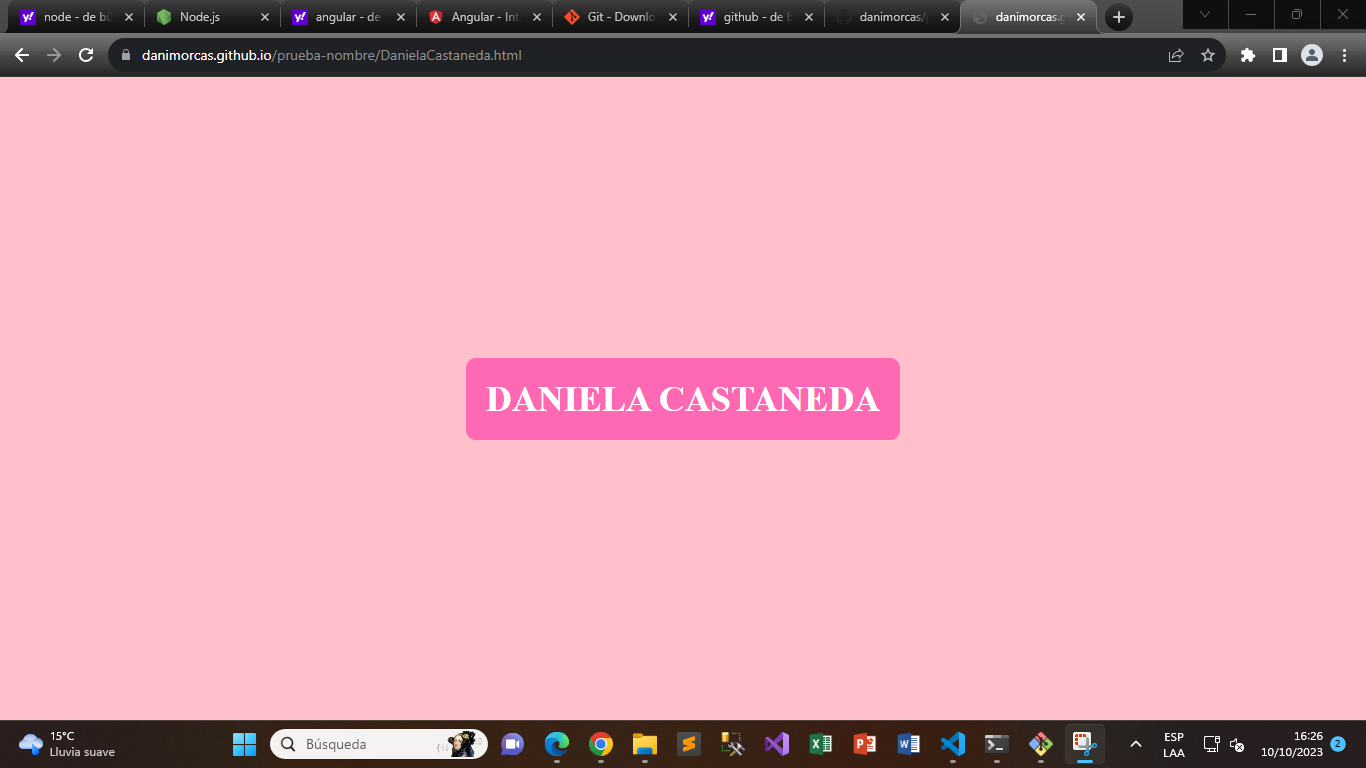 node - de bú
Node.js
angular - de
Angular - Int
Git - Downlo
github - de b
danimorcas/
danimorcas.g
danimorcas.github.io/prueba-nombre/DanielaCastaneda.html
DANIELA CASTANEDA
15°C
Lluvia suave
Búsqueda
ESP
LAA
16:26
10/10/2023
2